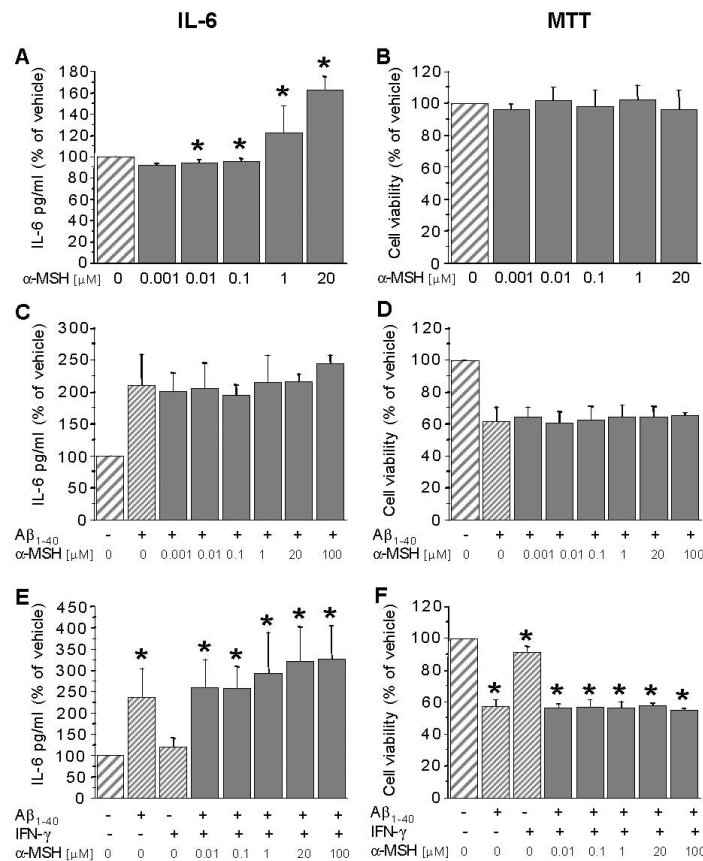 IL-6
MTT
A
IL-6 pg/ml (% of vehicle)
180
160
140
120
100
80
60
40
20
0
* * * *
α-MSH [µM] 0 0.001 0.01 0.1 1 20
B
Cell viability (% of vehicle)
120
100
80
60
40
20
0
α-MSH [µM] 0 0.001 0.01 0.1 1 20
C
IL-6 pg/ml (% of vehicle)
300
250
200
150
100
50
0
Aβ1-40 - + + + + + + +
α-MSH [µM] 0 0 0.001 0.01 0.1 1 20 100
D
Cell viability (% of vehicle)
120
100
80
60
40
20
0
Aβ1-40 - + + + + + + +
α-MSH [µM] 0 0 0.001 0.01 0.1 1 20 100
E
IL-6 pg/ml (% of vehicle)
450
400
350
300
250
200
150
100
50
0
* * * * * *
Aβ1-40 - + - + + + + +
IFN-γ - - + + + + + +
α-MSH [µM] 0 0 0 0.01 0.1 1 20 100
F
Cell viability (% of vehicle)
120
100
80
60
40
20
0
* * * * * * *
Aβ1-40 - + - + + + + +
IFN-γ - - + + + + + +
α-MSH [µM] 0 0 0 0.01 0.1 1 20 100